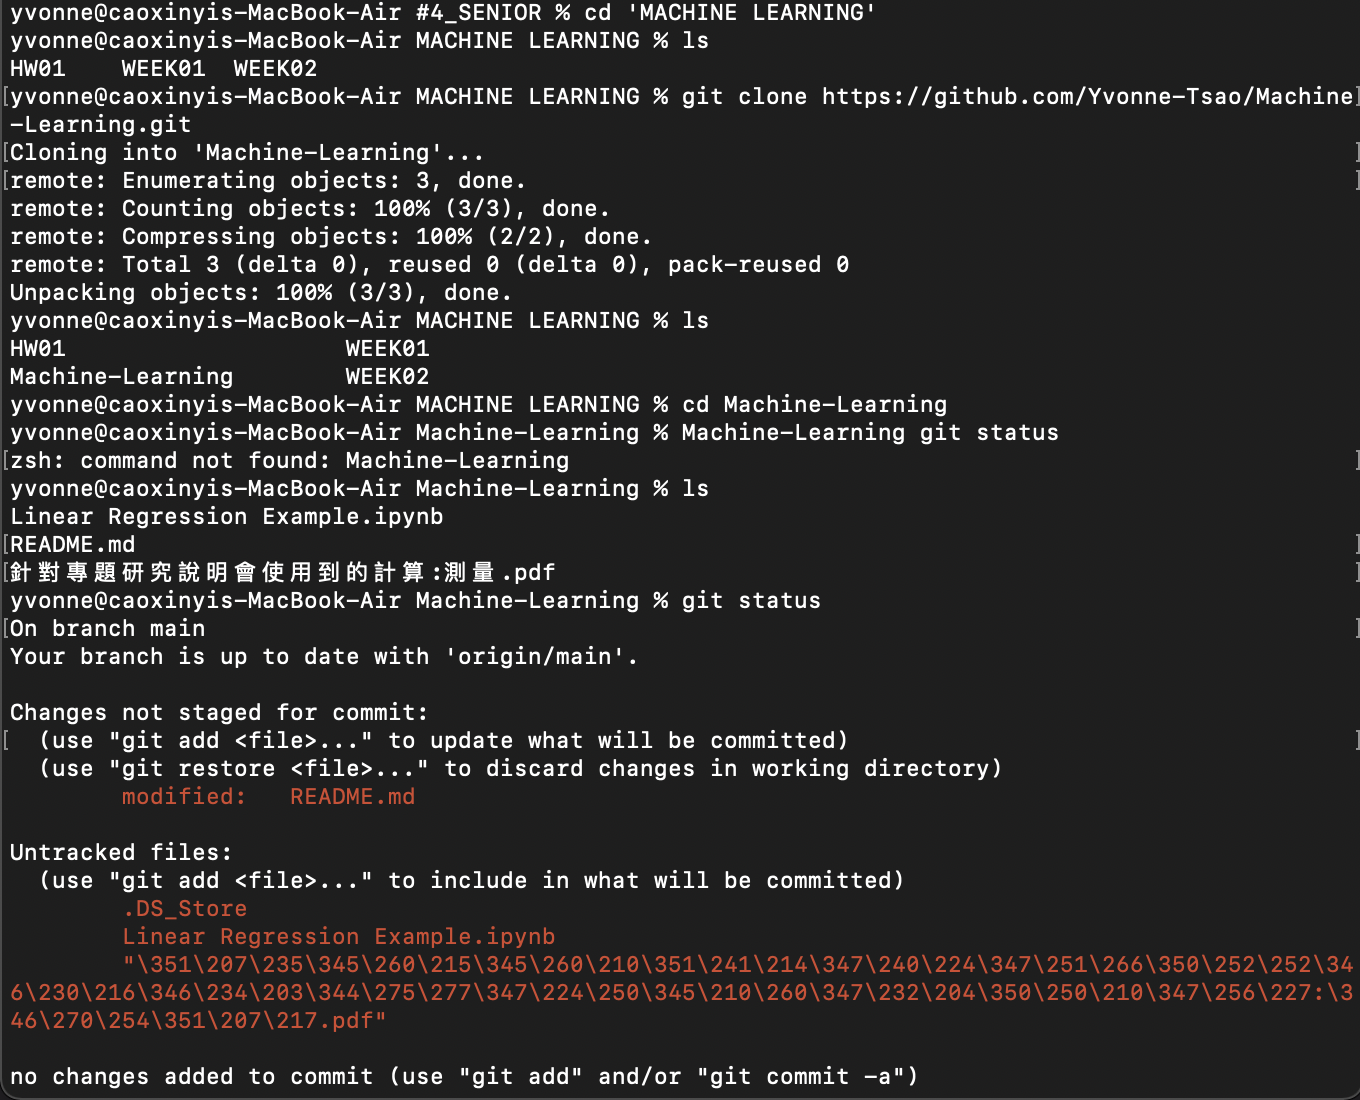 yvonne@caoxinyis-MacBook-Air #4_SENIOR % cd 'MACHINE LEARNING'
yvonne@caoxinyis-MacBook-Air MACHINE LEARNING % ls
HW01    WEEK01  WEEK02
[yvonne@caoxinyis-MacBook-Air MACHINE LEARNING % git clone https://github.com/Yvonne-Tsao/Machine]
-Learning.git
[Cloning into 'Machine-Learning'... ]
[remote: Enumerating objects: 3, done. ]
remote: Counting objects: 100% (3/3), done.
remote: Compressing objects: 100% (2/2), done.
remote: Total 3 (delta 0), reused 0 (delta 0), pack-reused 0
Unpacking objects: 100% (3/3), done.
yvonne@caoxinyis-MacBook-Air MACHINE LEARNING % ls
HW01                    WEEK01
Machine-Learning        WEEK02
yvonne@caoxinyis-MacBook-Air MACHINE LEARNING % cd Machine-Learning
yvonne@caoxinyis-MacBook-Air Machine-Learning % Machine-Learning git status
[zsh: command not found: Machine-Learning ]
yvonne@caoxinyis-MacBook-Air Machine-Learning % ls
Linear Regression Example.ipynb
[README.md ]
[針對專題研究說明會使用到的計算:測量.pdf ]
yvonne@caoxinyis-MacBook-Air Machine-Learning % git status
[On branch main ]
Your branch is up to date with 'origin/main'.

Changes not staged for commit:
[  (use "git add <file>..." to update what will be committed) ]
  (use "git restore <file>..." to discard changes in working directory)
        modified:   README.md

Untracked files:
  (use "git add <file>..." to include in what will be committed)
        .DS_Store
        Linear Regression Example.ipynb
        "\351\207\235\345\260\215\345\260\210\351\241\214\347\240\224\347\251\266\350\252\252\34
6\230\216\346\234\203\344\275\277\347\224\250\345\210\260\347\232\204\350\250\210\347\256\227:\3
46\270\254\351\207\217.pdf"

no changes added to commit (use "git add" and/or "git commit -a")